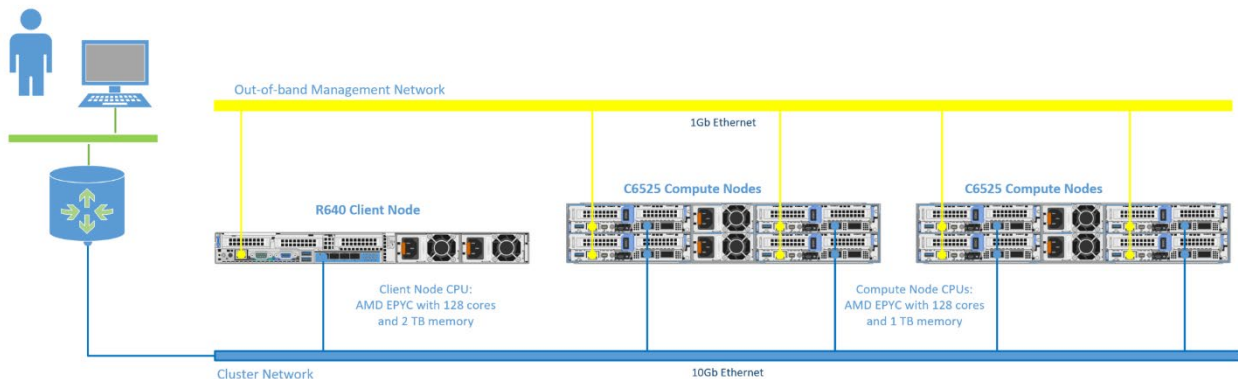 Out-of-band Management Network
1Gb Ethernet
C6525 Compute Nodes
C6525 Compute Nodes
R640 Client Node
Client Node CPU:
AMD EPYC with 128 cores
and 2 TB memory
Compute Node CPUs:
AMD EPYC with 128 cores
and 1 TB memory
Cluster Network
10Gb Ethernet